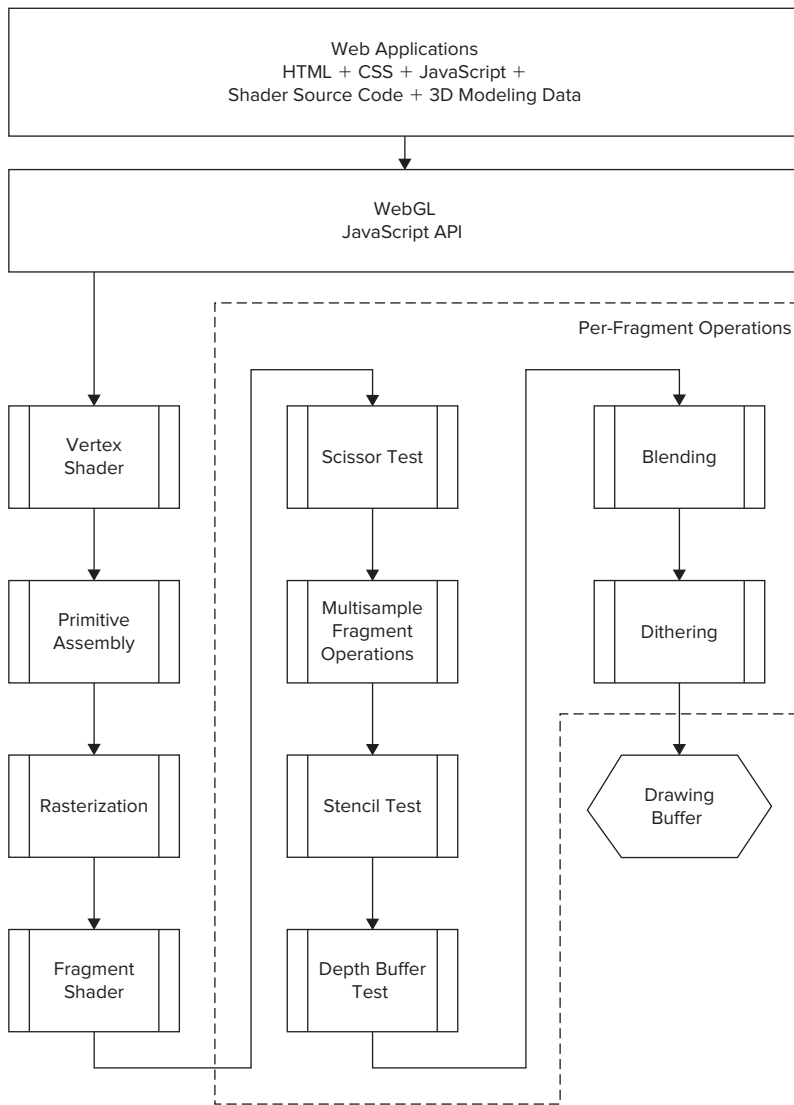 Web Applications
HTML + CSS + JavaScript +
Shader Source Code + 3D Modeling Data
WebGL
JavaScript API
Per-Fragment Operations
Vertex
Shader
Primitive
Assembly
Rasterization
Fragment
Shader
Scissor Test
Multisample
Fragment
Operations
Stencil Test
Depth Buffer
Test
Blending
Dithering
Drawing
Buffer